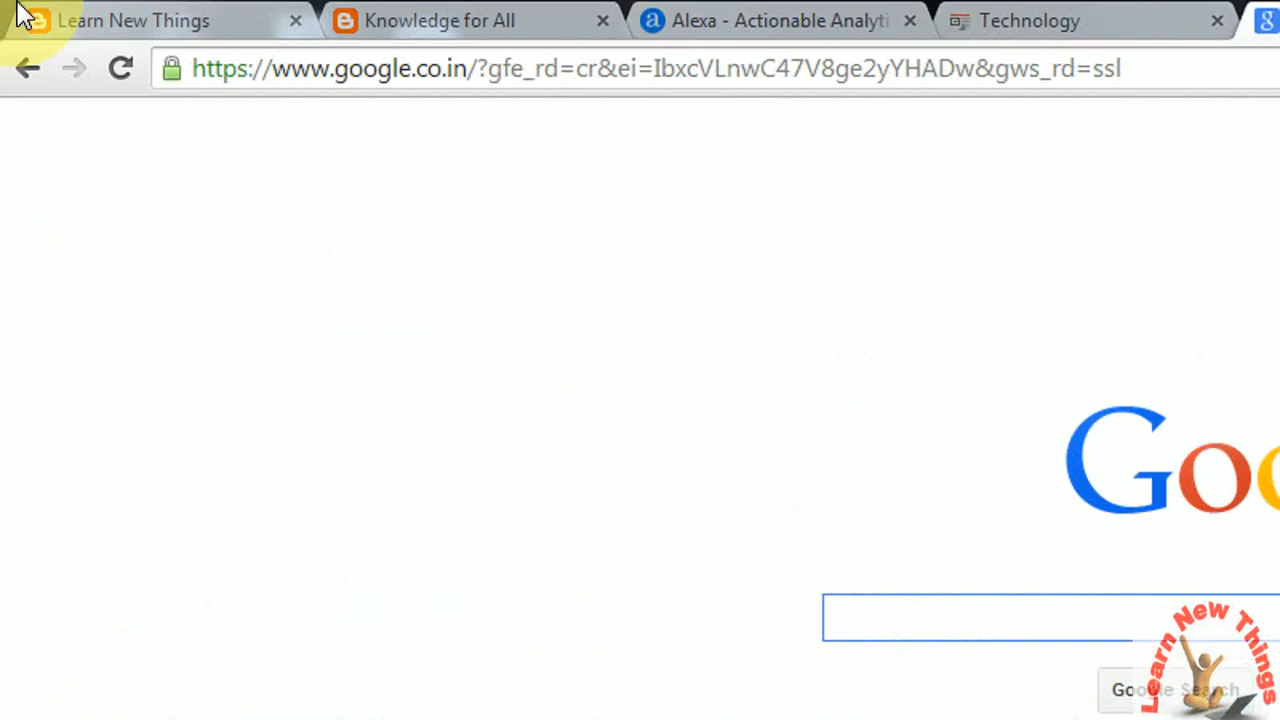 Learn New Things
Knowledge for All
Alexa - Actionable Analyti
Technology
https://www.google.co.in/?gfe_rd=cr&ei=IbxcVLnwC47V8ge2yYHADw&gws_rd=ssl
Goo
Google Search
Learn New Things